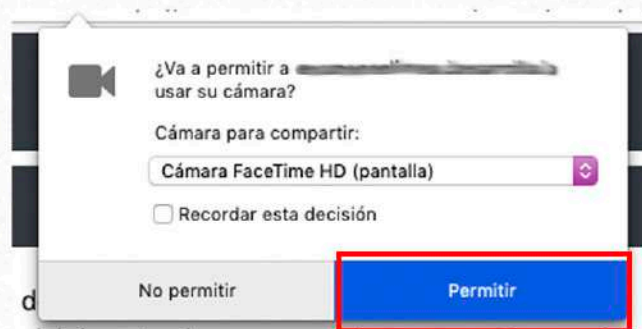 ¿Va a permitir a
usar su cámara?
Cámara para compartir:
Cámara FaceTime HD (pantalla)
Recordar esta decisión
No permitir
Permitir
d